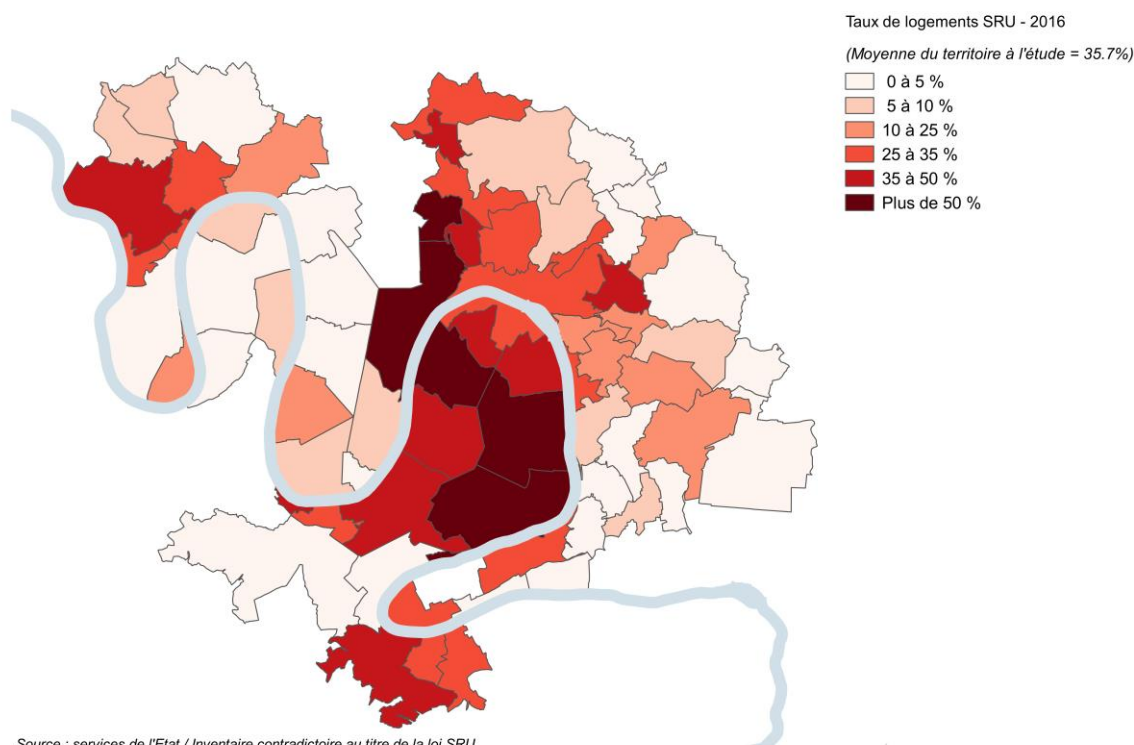 Taux de logements SRU - 2016
(Moyenne du territoire à l'étude = 35.7%)
0 à 5 %
5 à 10 %
10 à 25 %
25 à 35 %
35 à 50 %
Plus de 50 %
Source : services de l'Etat / Inventaire contradictoire au titre de la loi SRU